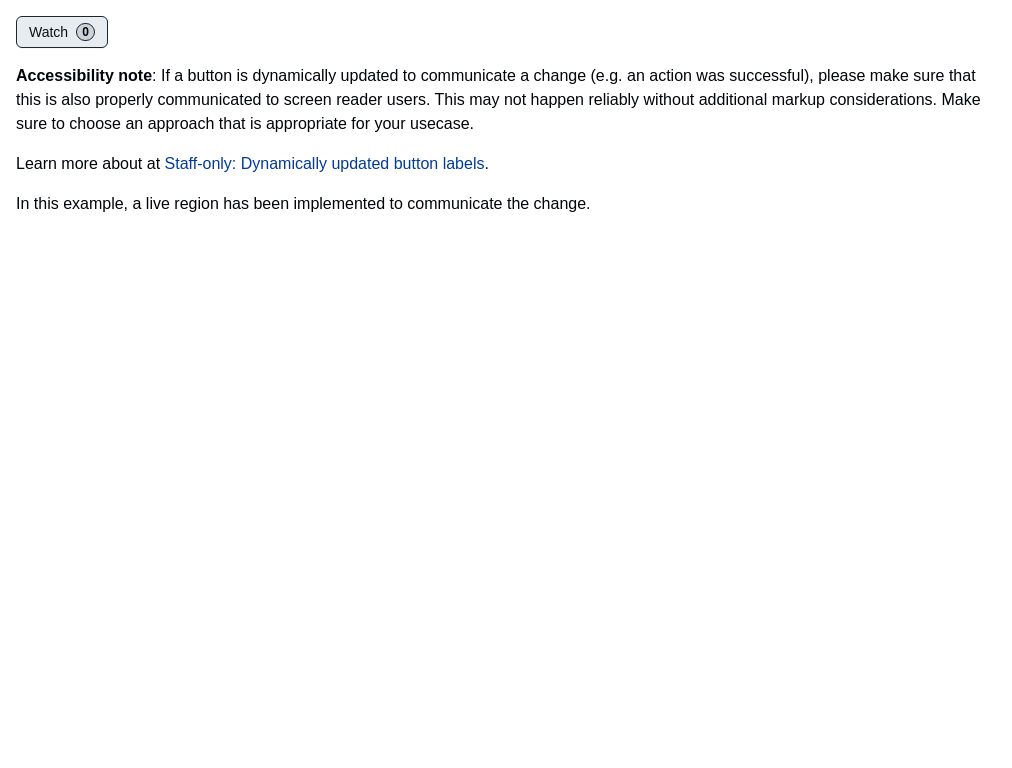 Watch 0
Accessibility note: If a button is dynamically updated to communicate a change (e.g. an action was successful), please make sure that
this is also properly communicated to screen reader users. This may not happen reliably without additional markup considerations. Make
sure to choose an approach that is appropriate for your usecase.
Learn more about at Staff-only: Dynamically updated button labels.
In this example, a live region has been implemented to communicate the change.